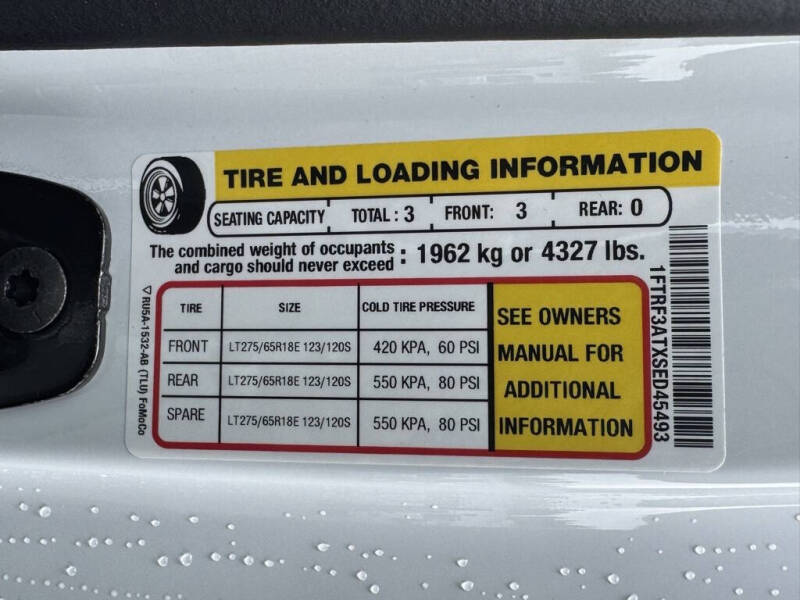 TIRE AND LOADING INFORMATION
SEATING CAPACITY TOTAL : 3 FRONT: 3 REAR: 0
The combined weight of occupants
and cargo should never exceed : 1962 kg or 4327 lbs.
TIRE SIZE COLD TIRE PRESSURE
FRONT LT275/65R18E 123/120S 420 KPA, 60 PSI
REAR LT275/65R18E 123/120S 550 KPA, 80 PSI
SPARE LT275/65R18E 123/120S 550 KPA, 80 PSI
SEE OWNERS
MANUAL FOR
ADDITIONAL
INFORMATION
1FTRF3ATXSED45493
RU5A-1532-AB (TLU) FoMoCo